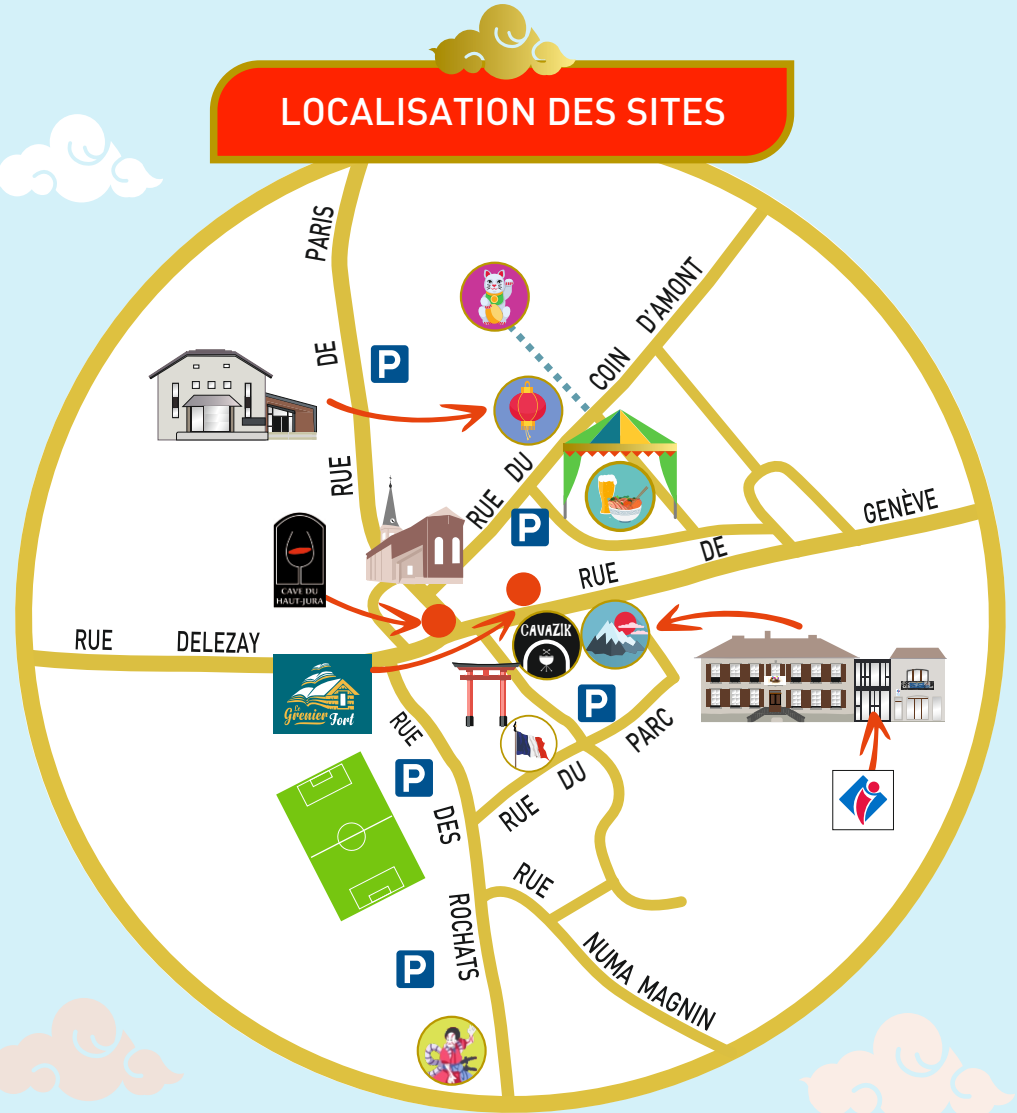 LOCALISATION DES SITES
RUE DE PARIS
P
RUE DU COIN D'AMONT
P
RUE DE GENÈVE
CAVE DU
HAUT-JURA
RUE DELEZAY
CAVAZIK
Le
Grenier
Fort
P
RUE DU PARC
P
RUE DES ROCHATS
RUE NUMA MAGNIN
P